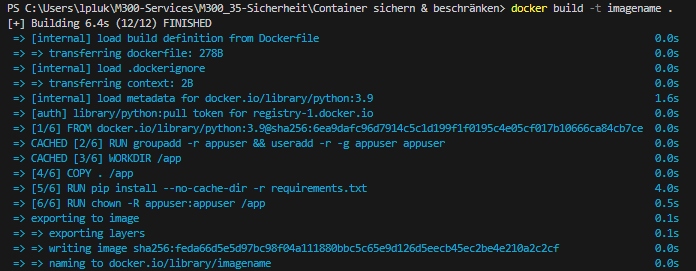 PS C:\Users\lpluk\M300-Services\M300_35-Sicherheit\Container sichern & beschränken> docker build -t imagename .
[+] Building 6.4s (12/12) FINISHED
=> [internal] load build definition from Dockerfile 0.0s
=> => transferring dockerfile: 278B 0.0s
=> [internal] load .dockerignore 0.0s
=> => transferring context: 2B 0.0s
=> [internal] load metadata for docker.io/library/python:3.9 1.6s
=> [auth] library/python:pull token for registry-1.docker.io 0.0s
=> [1/6] FROM docker.io/library/python:3.9@sha256:6ea9dafc96d7914c5c1d199f1f0195c4e05cf017b10666ca84cb7ce 0.0s
=> CACHED [2/6] RUN groupadd -r appuser && useradd -r -g appuser appuser 0.0s
=> CACHED [3/6] WORKDIR /app 0.0s
=> [4/6] COPY . /app 0.0s
=> [5/6] RUN pip install --no-cache-dir -r requirements.txt 4.0s
=> [6/6] RUN chown -R appuser:appuser /app 0.5s
=> exporting to image 0.1s
=> => exporting layers 0.1s
=> => writing image sha256:feda66d5e5d97bc98f04a111880bbc5c65e9d126d5eecb45ec2be4e210a2c2cf 0.0s
=> => naming to docker.io/library/imagename 0.0s